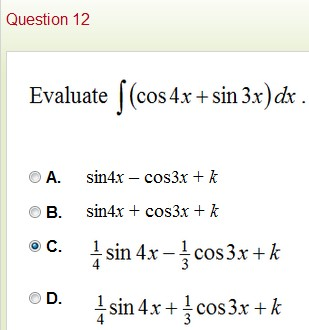 Question 12
Evaluate ∫(cos 4x + sin 3x) dx .
A. sin4x − cos3x + k
B. sin4x + cos3x + k
C. 1/4 sin 4x − 1/3 cos 3x + k
D. 1/4 sin 4x + 1/3 cos 3x + k